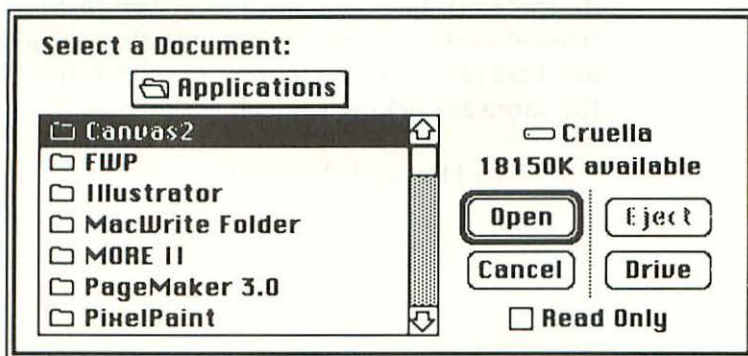 Select a Document:
Applications
Canvas2
FWP
Illustrator
MacWrite Folder
MORE II
PageMaker 3.0
PixelPaint
Cruella
18150K available
Open
Eject
Cancel
Drive
Read Only